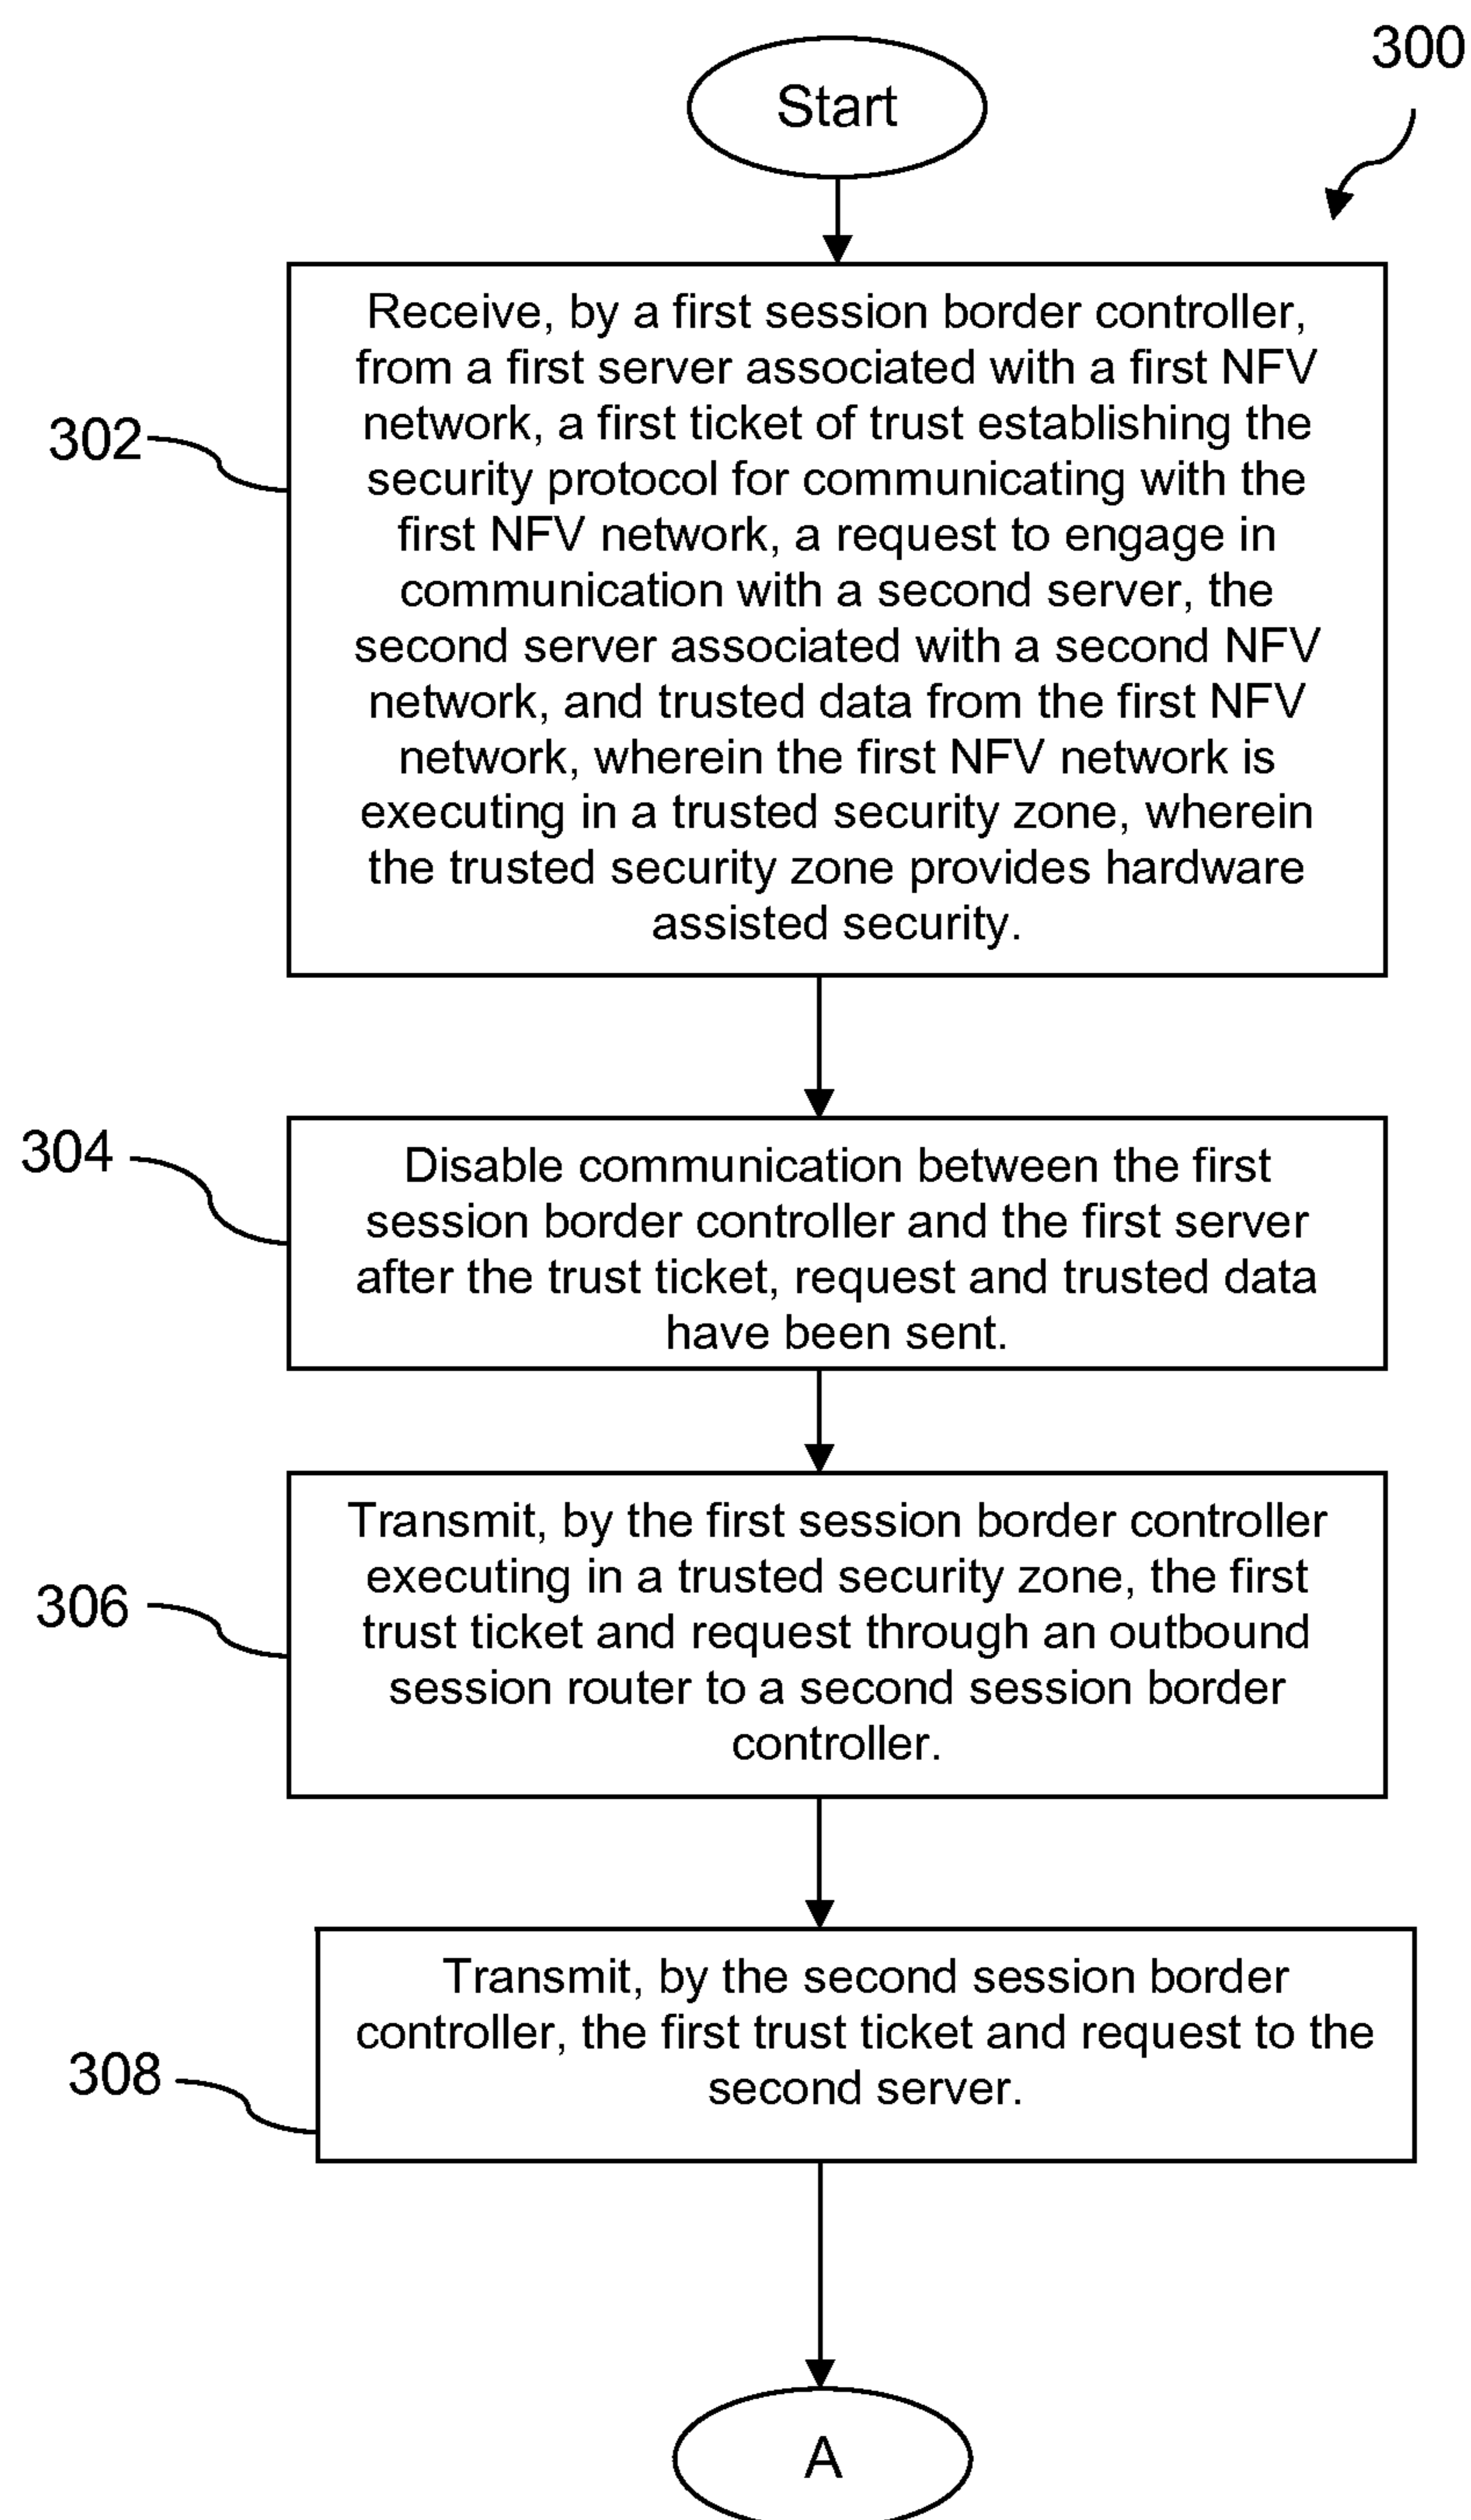 300
Start
302
Receive, by a first session border controller,
from a first server associated with a first NFV
network, a first ticket of trust establishing the
security protocol for communicating with the
first NFV network, a request to engage in
communication with a second server, the
second server associated with a second NFV
network, and trusted data from the first NFV
network, wherein the first NFV network is
executing in a trusted security zone, wherein
the trusted security zone provides hardware
assisted security.
304
Disable communication between the first
session border controller and the first server
after the trust ticket, request and trusted data
have been sent.
306
Transmit, by the first session border controller
executing in a trusted security zone, the first
trust ticket and request through an outbound
session router to a second session border
controller.
308
Transmit, by the second session border
controller, the first trust ticket and request to the
second server.
A